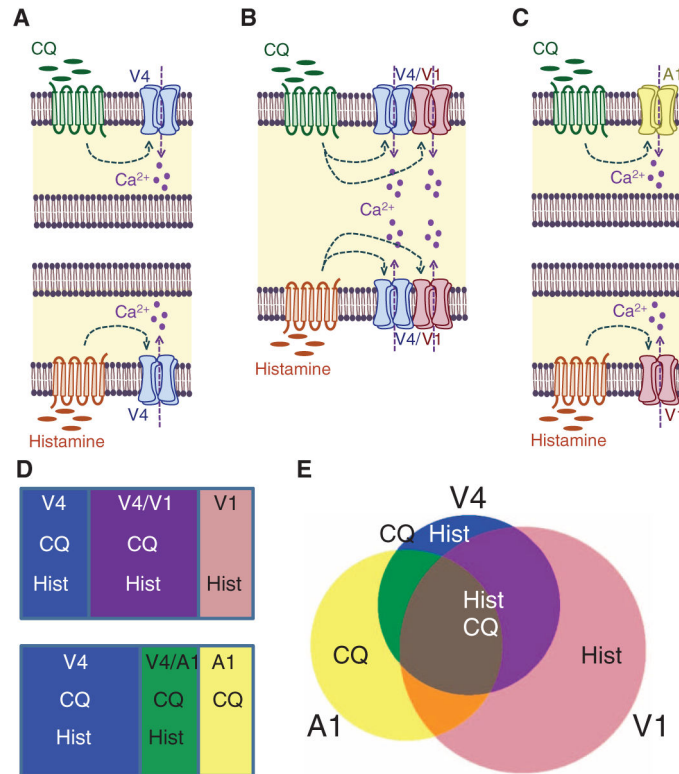 A
CQ
V4
Ca2+
Ca2+
V4
Histamine
B
CQ
V4/V1
Ca2+
V4/V1
Histamine
C
CQ
A1
Ca2+
Ca2+
V1
Histamine
D
V4 V4/V1 V1
CQ CQ
Hist Hist Hist
V4 V4/A1 A1
CQ CQ CQ
Hist Hist
E
V4
CQ Hist
Hist
CQ
CQ
Hist
A1
V1